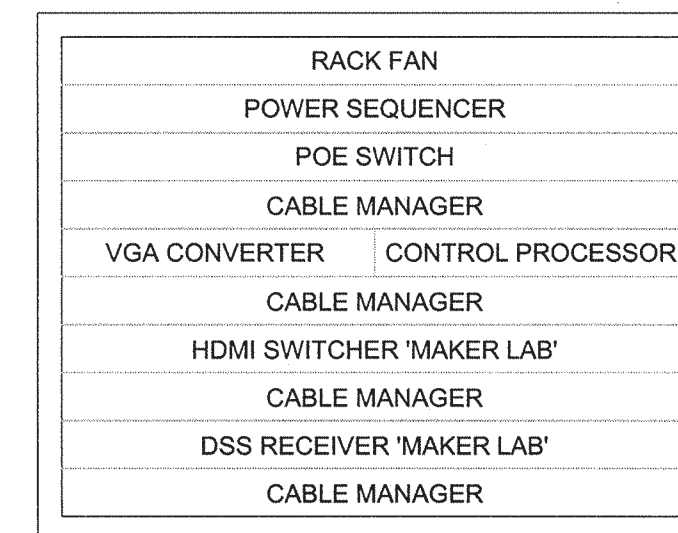 RACK FAN
POWER SEQUENCER
POE SWITCH
CABLE MANAGER
VGA CONVERTER CONTROL PROCESSOR
CABLE MANAGER
HDMI SWITCHER 'MAKER LAB'
CABLE MANAGER
DSS RECEIVER 'MAKER LAB'
CABLE MANAGER